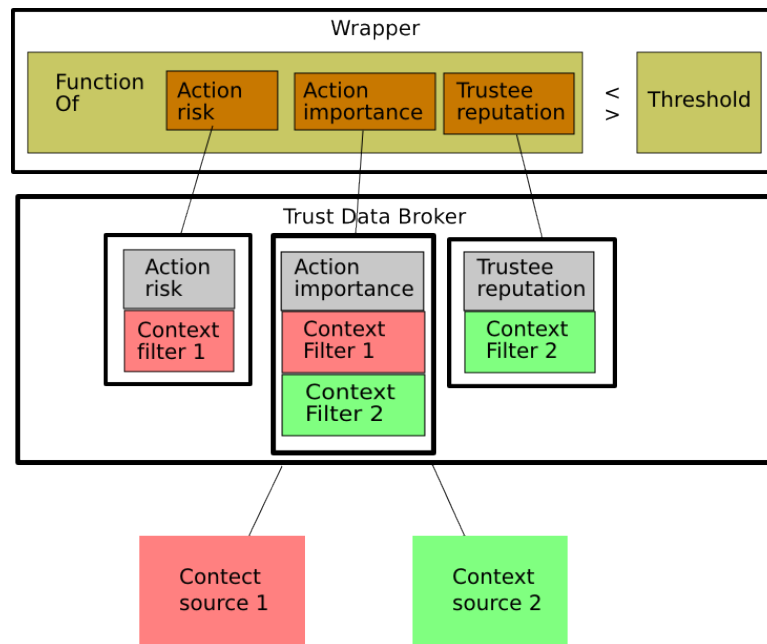 Wrapper
Function
Of
Action
risk
Action
importance
Trustee
reputation
<
>
Threshold
Trust Data Broker
Action
risk
Context
filter 1
Action
importance
Context
Filter 1
Context
Filter 2
Trustee
reputation
Context
Filter 2
Contect
source 1
Context
source 2